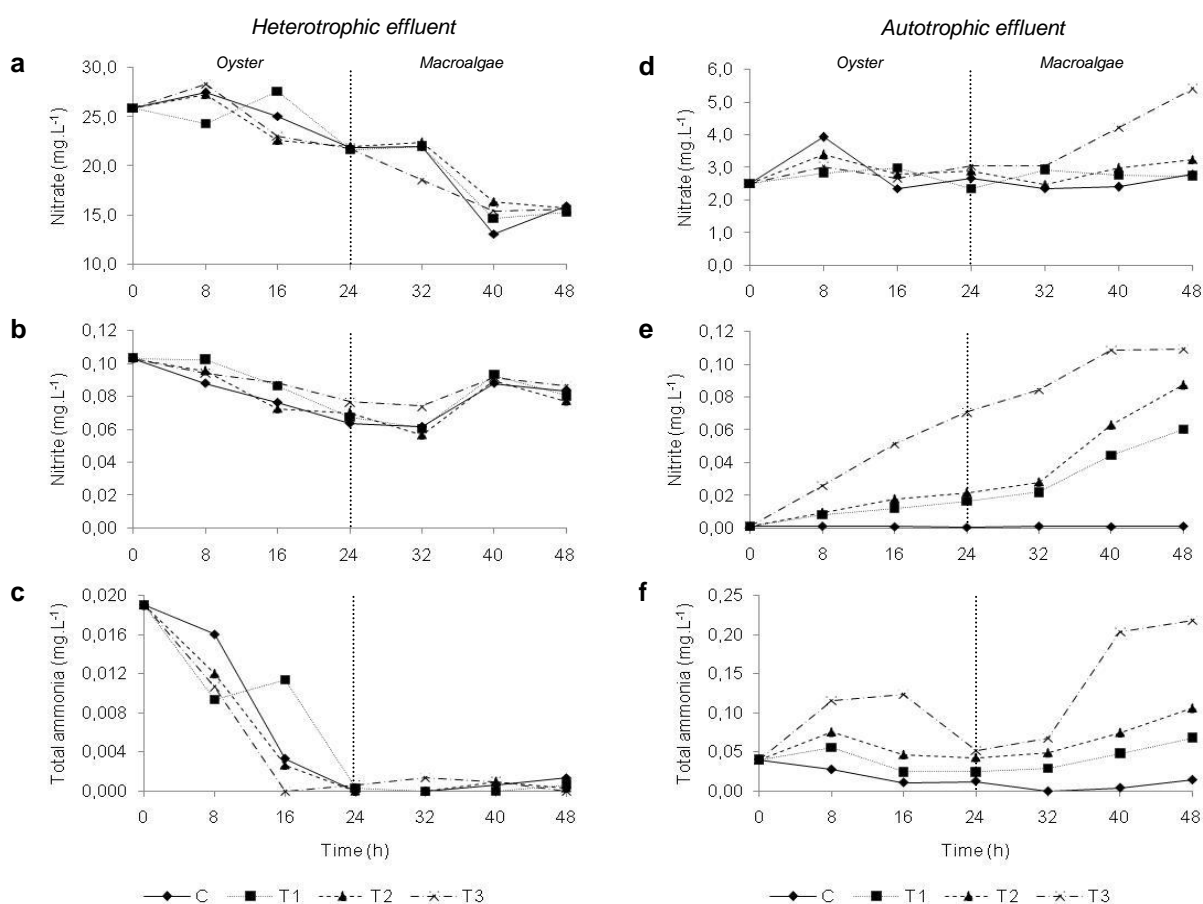 Heterotrophic effluent
Autotrophic effluent
a
Oyster
Macroalgae
Nitrate (mg.L-1)
30,0
25,0
20,0
15,0
10,0
0 8 16 24 32 40 48
d
Oyster
Macroalgae
Nitrate (mg.L-1)
6,0
5,0
4,0
3,0
2,0
1,0
0,0
0 8 16 24 32 40 48
b
Nitrite (mg.L-1)
0,12
0,10
0,08
0,06
0,04
0,02
0,00
0 8 16 24 32 40 48
e
Nitrite (mg.L-1)
0,12
0,10
0,08
0,06
0,04
0,02
0,00
0 8 16 24 32 40 48
c
Total ammonia (mg.L-1)
0,020
0,016
0,012
0,008
0,004
0,000
0 8 16 24 32 40 48
Time (h)
C T1 T2 T3
f
Total ammonia (mg.L-1)
0,25
0,20
0,15
0,10
0,05
0,00
0 8 16 24 32 40 48
Time (h)
C T1 T2 T3